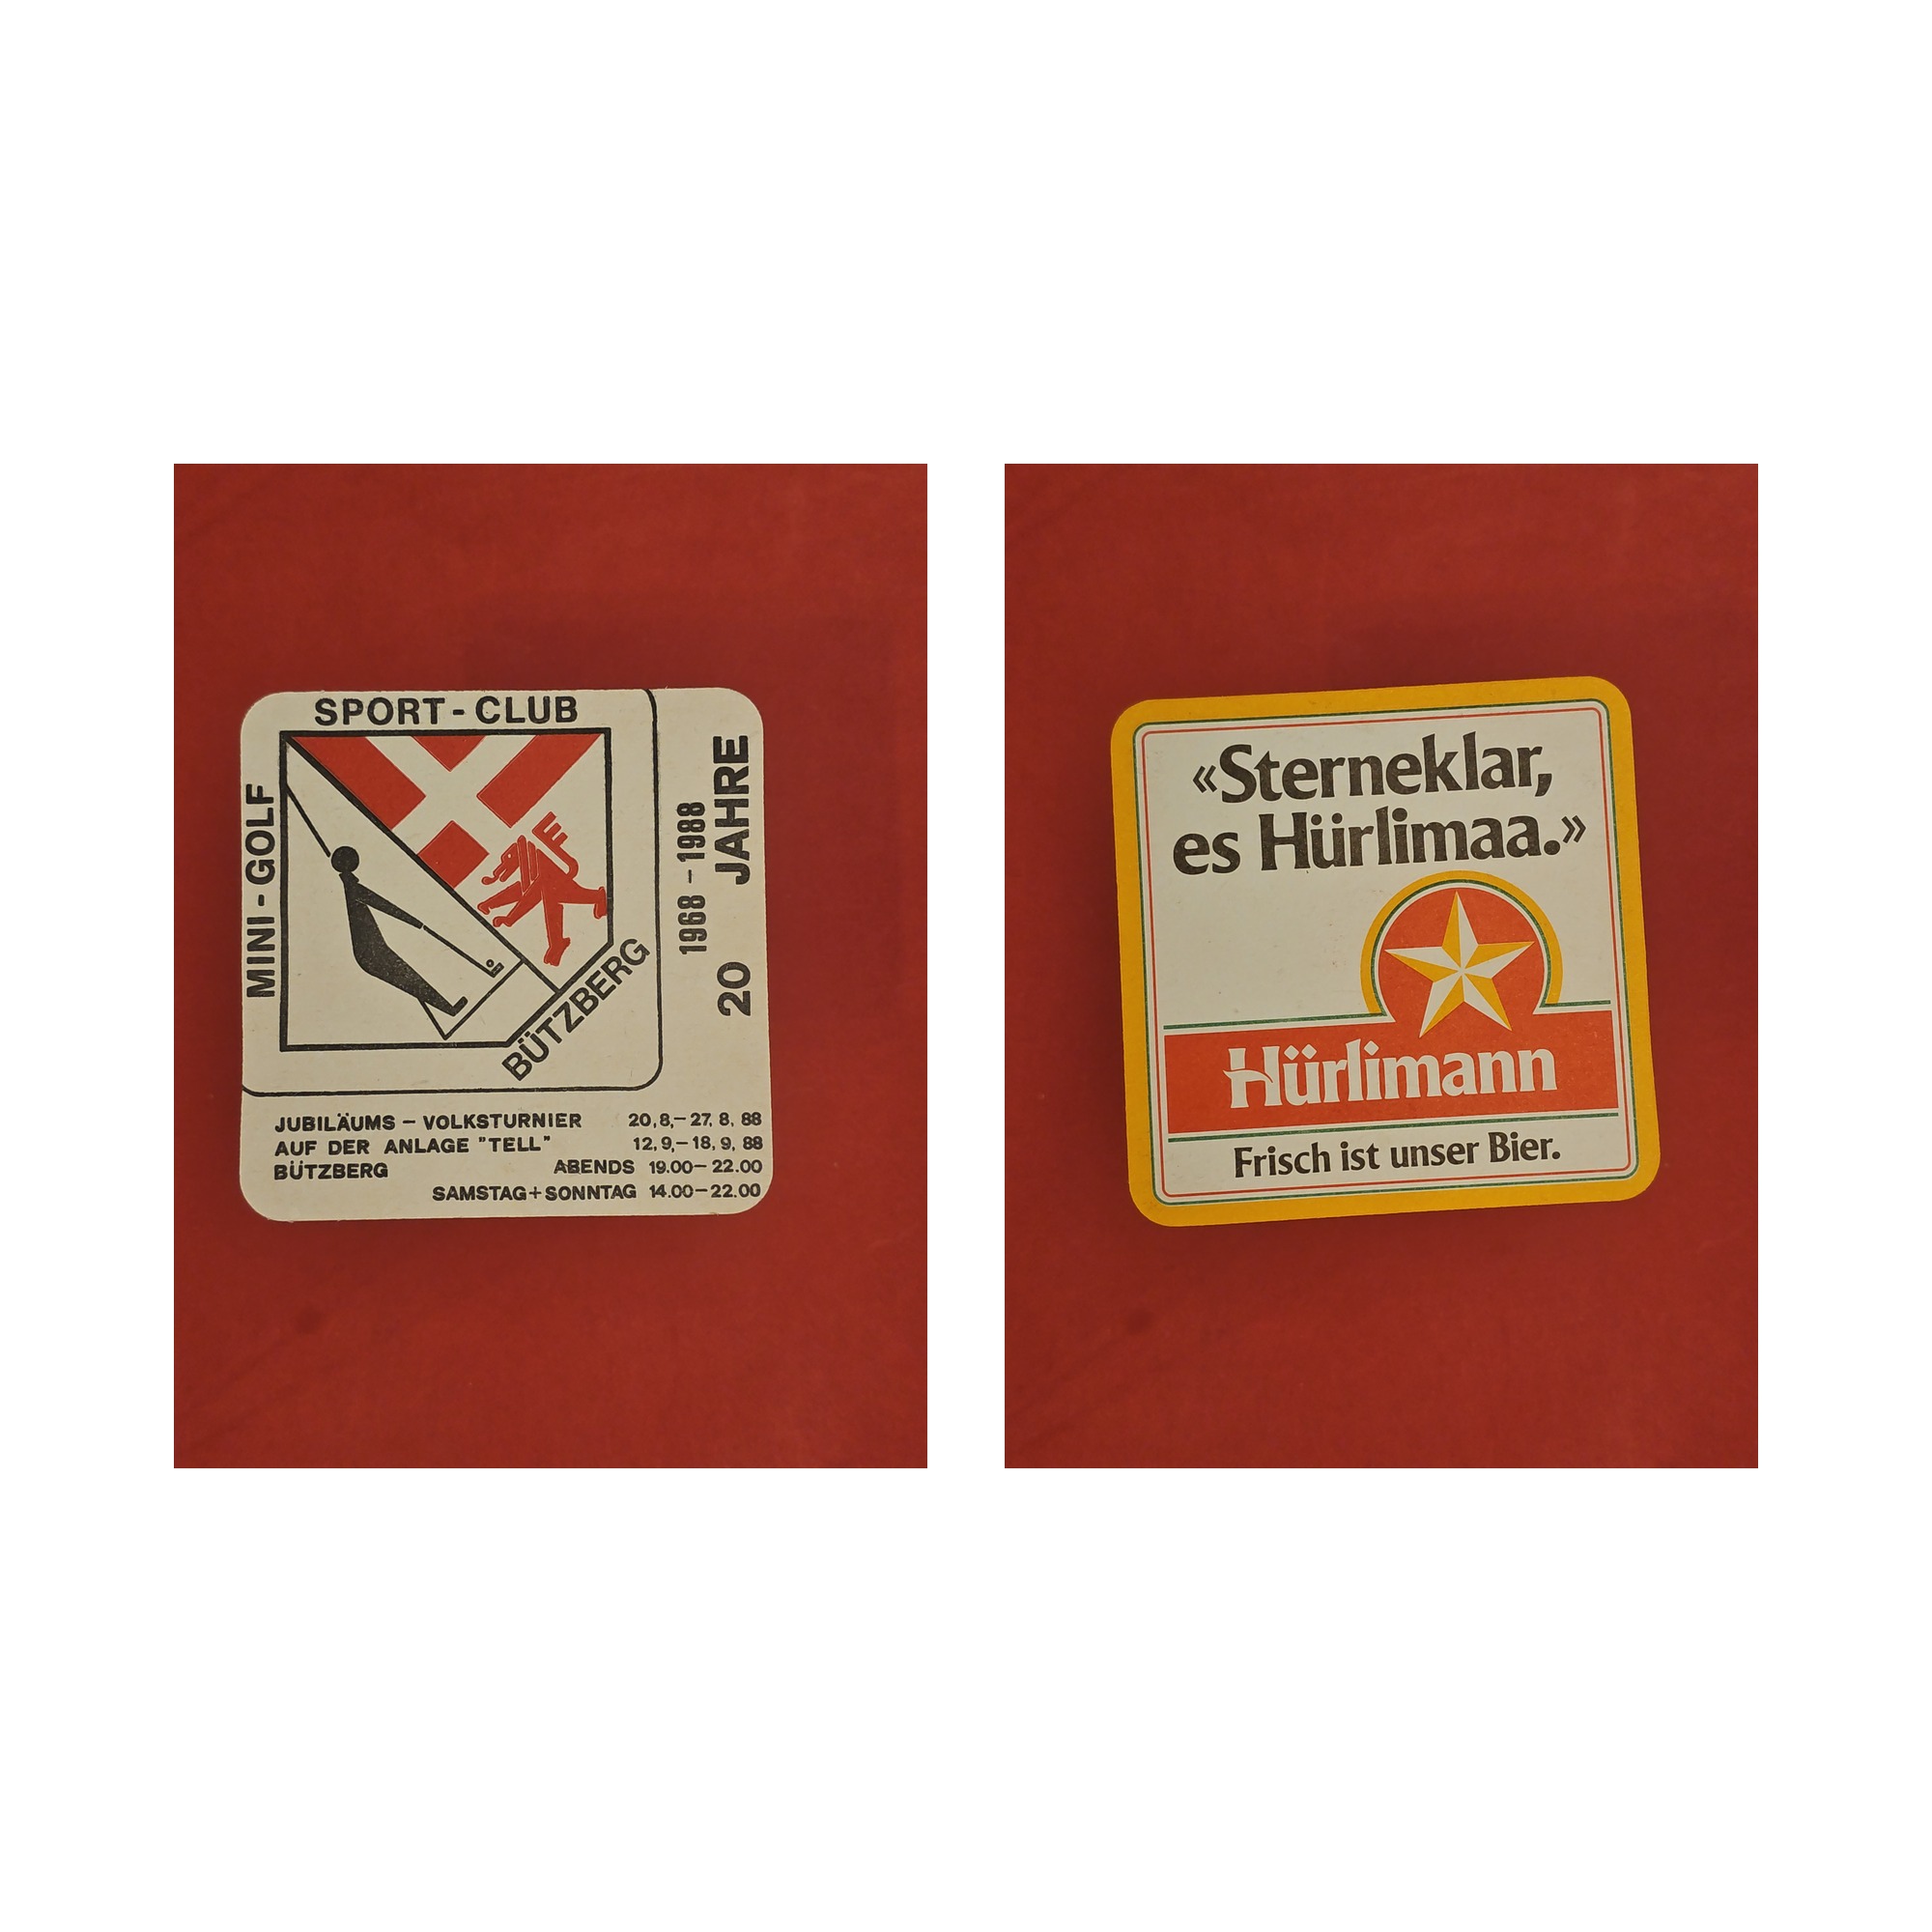 SPORT - CLUB
MINI - GOLF
BÜTZBERG
1968 - 1988
20 JAHRE
JUBILÄUMS - VOLKSTURNIER 20,8,- 27, 8, 88
AUF DER ANLAGE "TELL" 12,9,- 18, 9, 88
BÜTZBERG ABENDS 19.00 - 22.00
SAMSTAG + SONNTAG 14.00 - 22.00
«Sterneklar,
es Hürlimaa.»
Hürlimann
Frisch ist unser Bier.